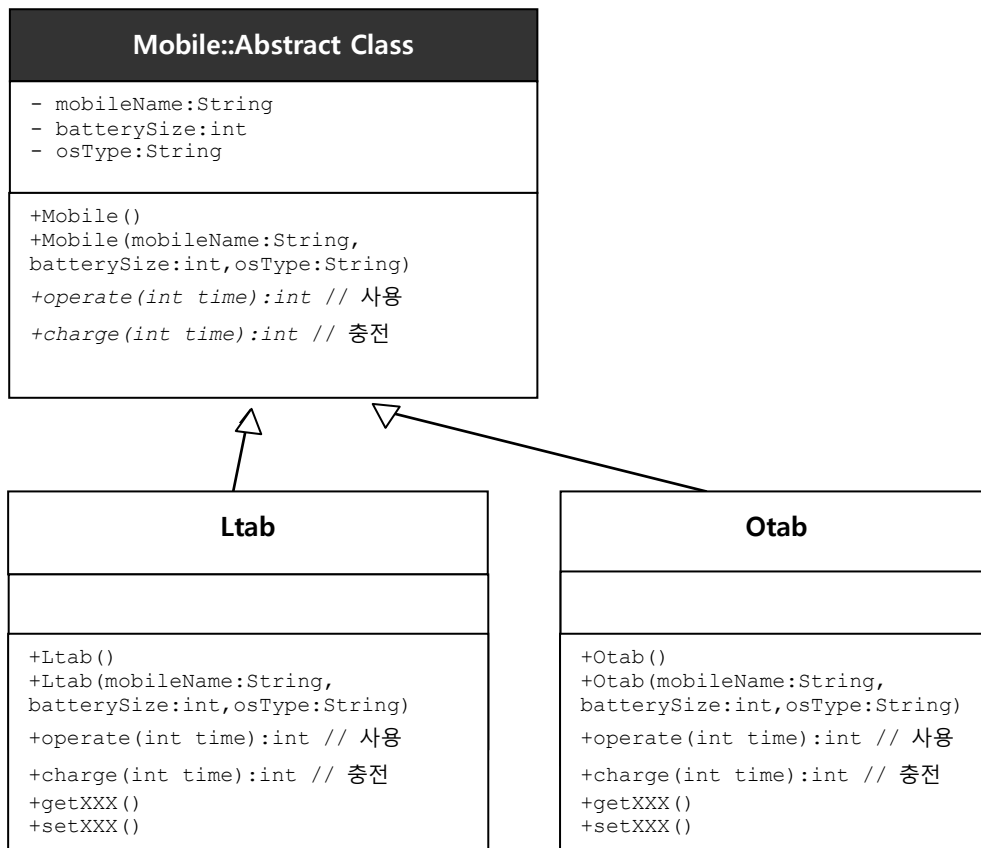 Mobile::Abstract Class
- mobileName:String
- batterySize:int
- osType:String
+Mobile()
+Mobile(mobileName:String,
batterySize:int,osType:String)
+operate(int time):int // 사용
+charge(int time):int // 충전
Ltab
+Ltab()
+Ltab(mobileName:String,
batterySize:int,osType:String)
+operate(int time):int // 사용
+charge(int time):int // 충전
+getXXX()
+setXXX()
Otab
+Otab()
+Otab(mobileName:String,
batterySize:int,osType:String)
+operate(int time):int // 사용
+charge(int time):int // 충전
+getXXX()
+setXXX()